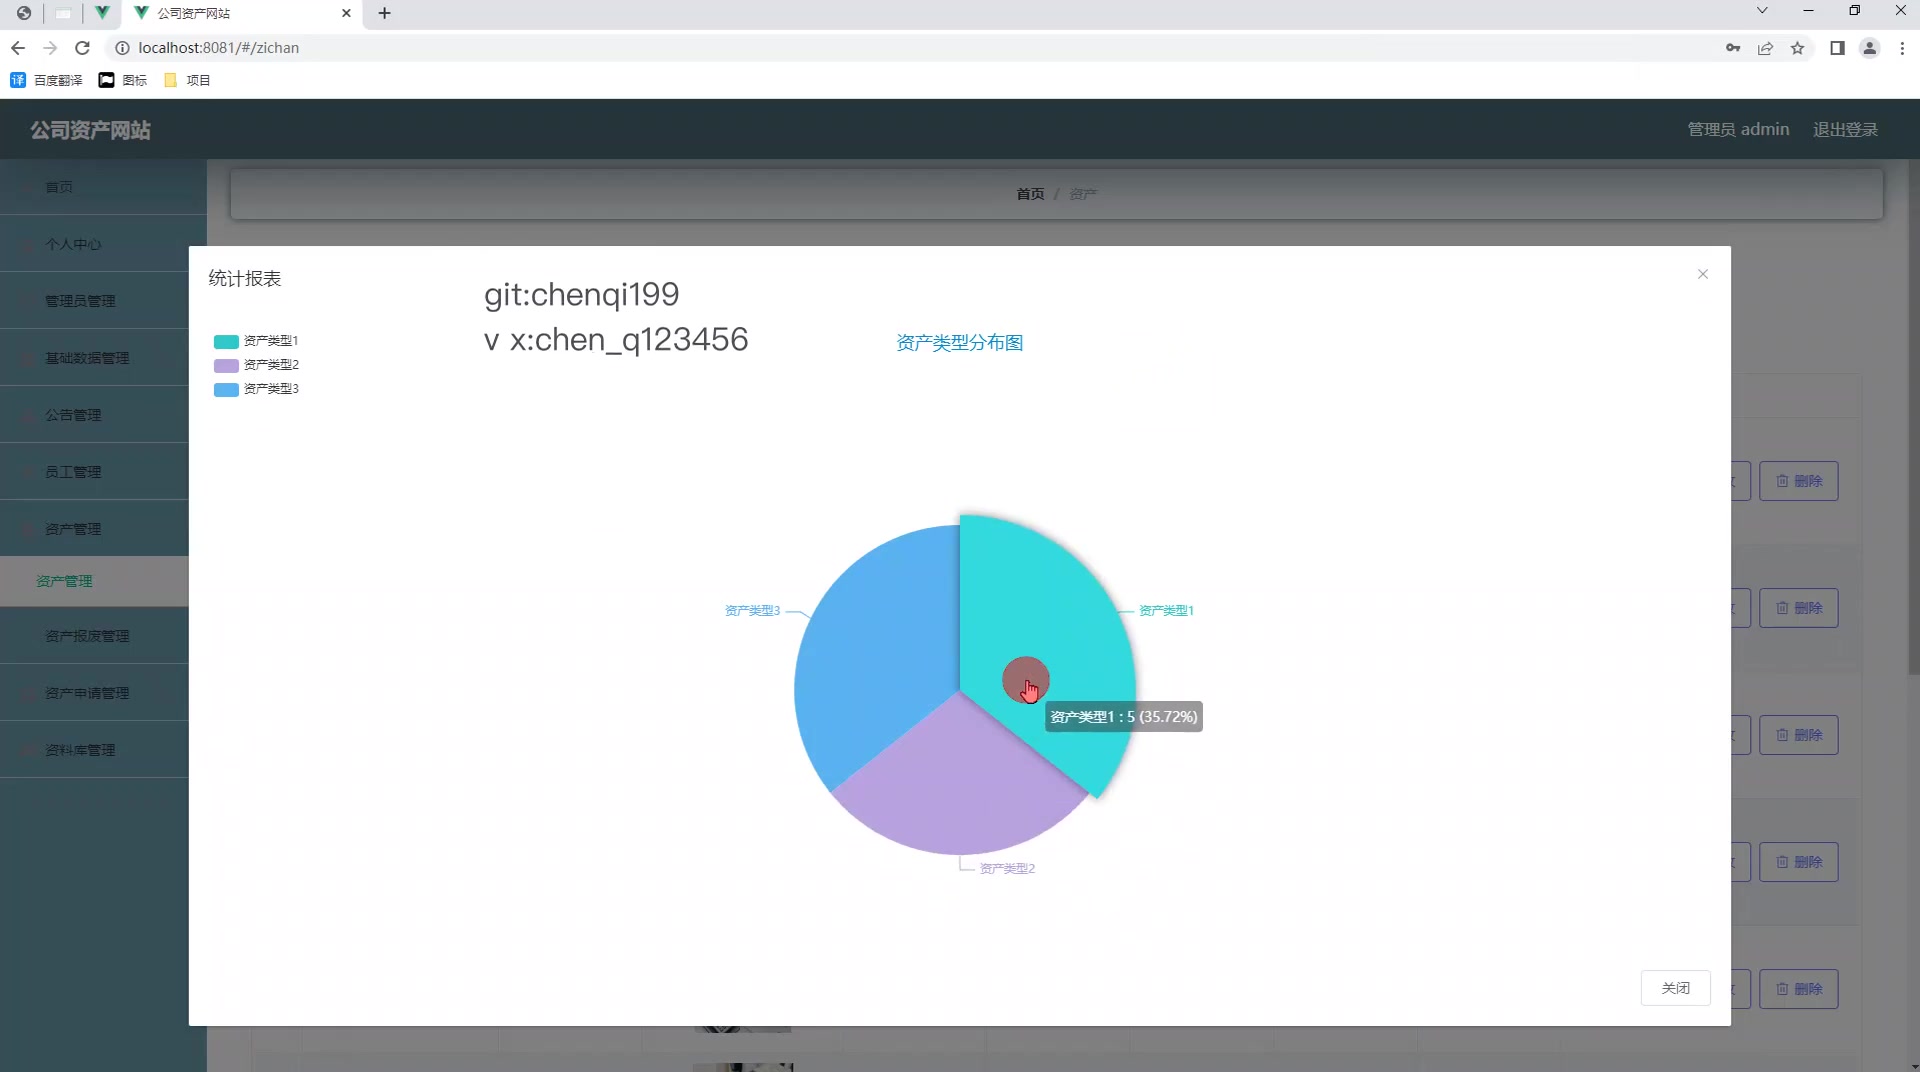 公司资产网站
localhost:8081/#/zichan
百度翻译 图标 项目
公司资产网站
管理员 admin 退出登录
首页
首页 / 资产
个人中心
管理员管理
基础数据管理
公告管理
员工管理
资产管理
资产管理
资产报废管理
资产申请管理
资料库管理
统计报表
git:chenqi199
v x:chen_q123456
资产类型分布图
资产类型1
资产类型2
资产类型3
资产类型3
资产类型1
资产类型1 : 5 (35.72%)
资产类型2
关闭
删除
删除
删除
删除
删除